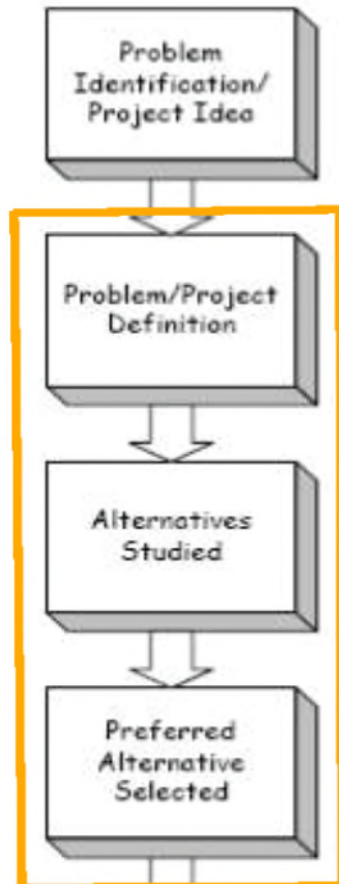 Problem
Identification/
Project Idea
Problem/Project
Definition
Alternatives
Studied
Preferred
Alternative
Selected